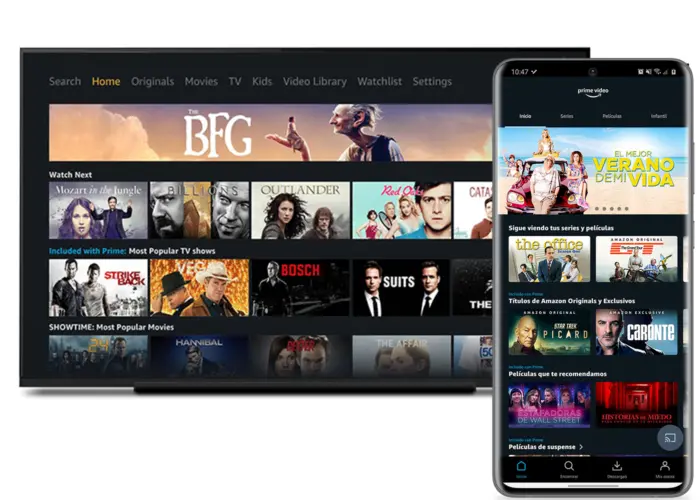 Search Home Originals Movies TV Kids Video Library Watchlist Settings
THE
BFG
Watch Next
Mozart in the Jungle
BILLIONS
OUTLANDER
Red Oaks
CATA
Included with Prime: Most Popular TV shows
STRIKE
BACK
BOSCH
SUITS
THE
SHOWTIME: Most Popular Movies
24
HANNIBAL
THE AFFAIR
10:47
prime video
Inicio Series Películas Infantil
EL MEJOR
VERANO
DE MI VIDA
Sigue viendo tus series y películas
the office
AMAZON ORIGINAL
Incluido con Prime
Títulos de Amazon Originals y Exclusivos
AMAZON ORIGINAL
STAR TREK
PICARD
AMAZON EXCLUSIVE
CARONTE
Incluido con Prime
Películas que te recomendamos
ESTAFADORAS
DE WALL STREET
HISTORIAS DE MIEDO
Incluido con Prime
Películas de suspense >
Inicio
Descargas